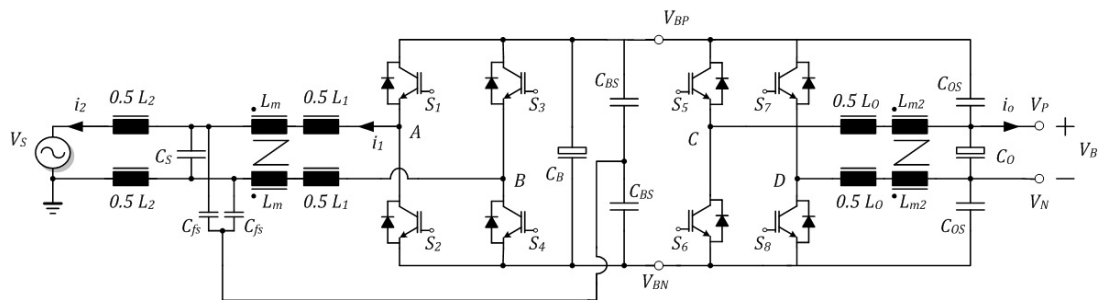 V_BP
0.5 L_2
C_S
L_m
0.5 L_1
S_1
S_3
C_BS
S_5
S_7
0.5 L_O
L_m2
C_OS
i_2
i_1
A
i_o
V_P
V_S
C
+
V_B
C_B
C_O
B
D
−
0.5 L_2
L_m
0.5 L_1
C_BS
0.5 L_O
L_m2
V_N
C_fs
C_fs
S_2
S_4
S_6
S_8
C_OS
V_BN